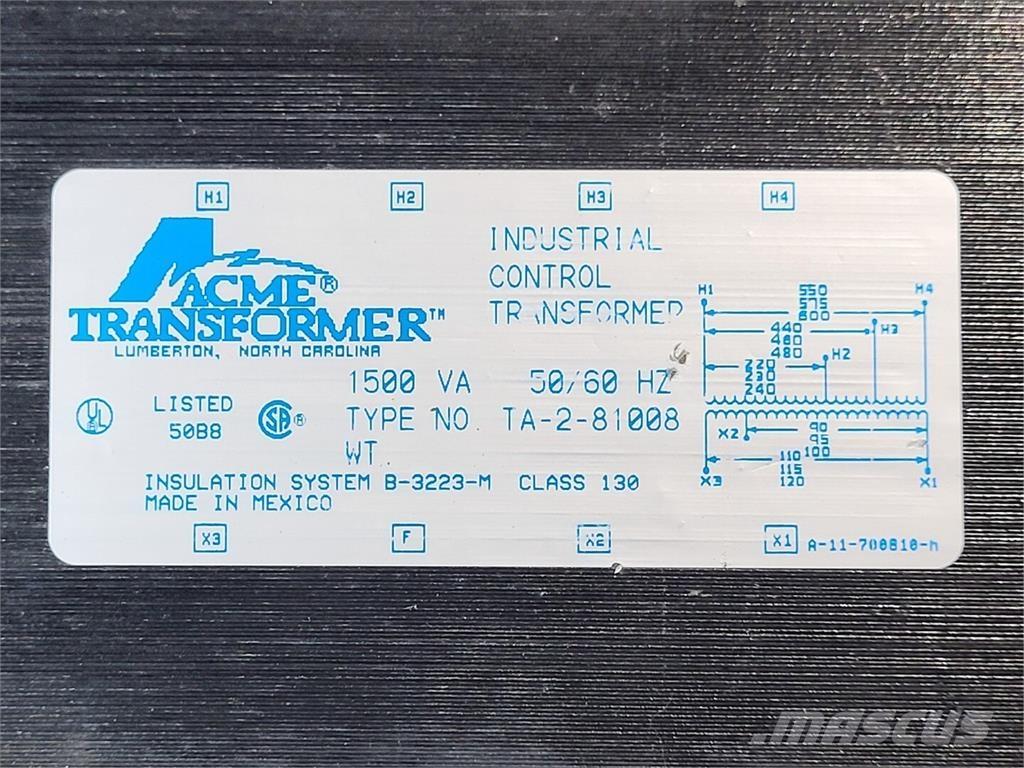 H1 H2 H3 H4
ACME®
TRANSFORMER™
LUMBERTON, NORTH CAROLINA
INDUSTRIAL
CONTROL
TRANSFORMER
1500 VA 50/60 HZ
LISTED
50B8
UL
SA®
TYPE NO. TA-2-81008
WT.
INSULATION SYSTEM B-3223-M CLASS 130
MADE IN MEXICO
H1 550 H4
575
600
440 H3
460
480
220 H2
230
240
X2 90
95
100
110
115
120
X3 X1
X3 F X2 X1 A-11-700810-h
mascus